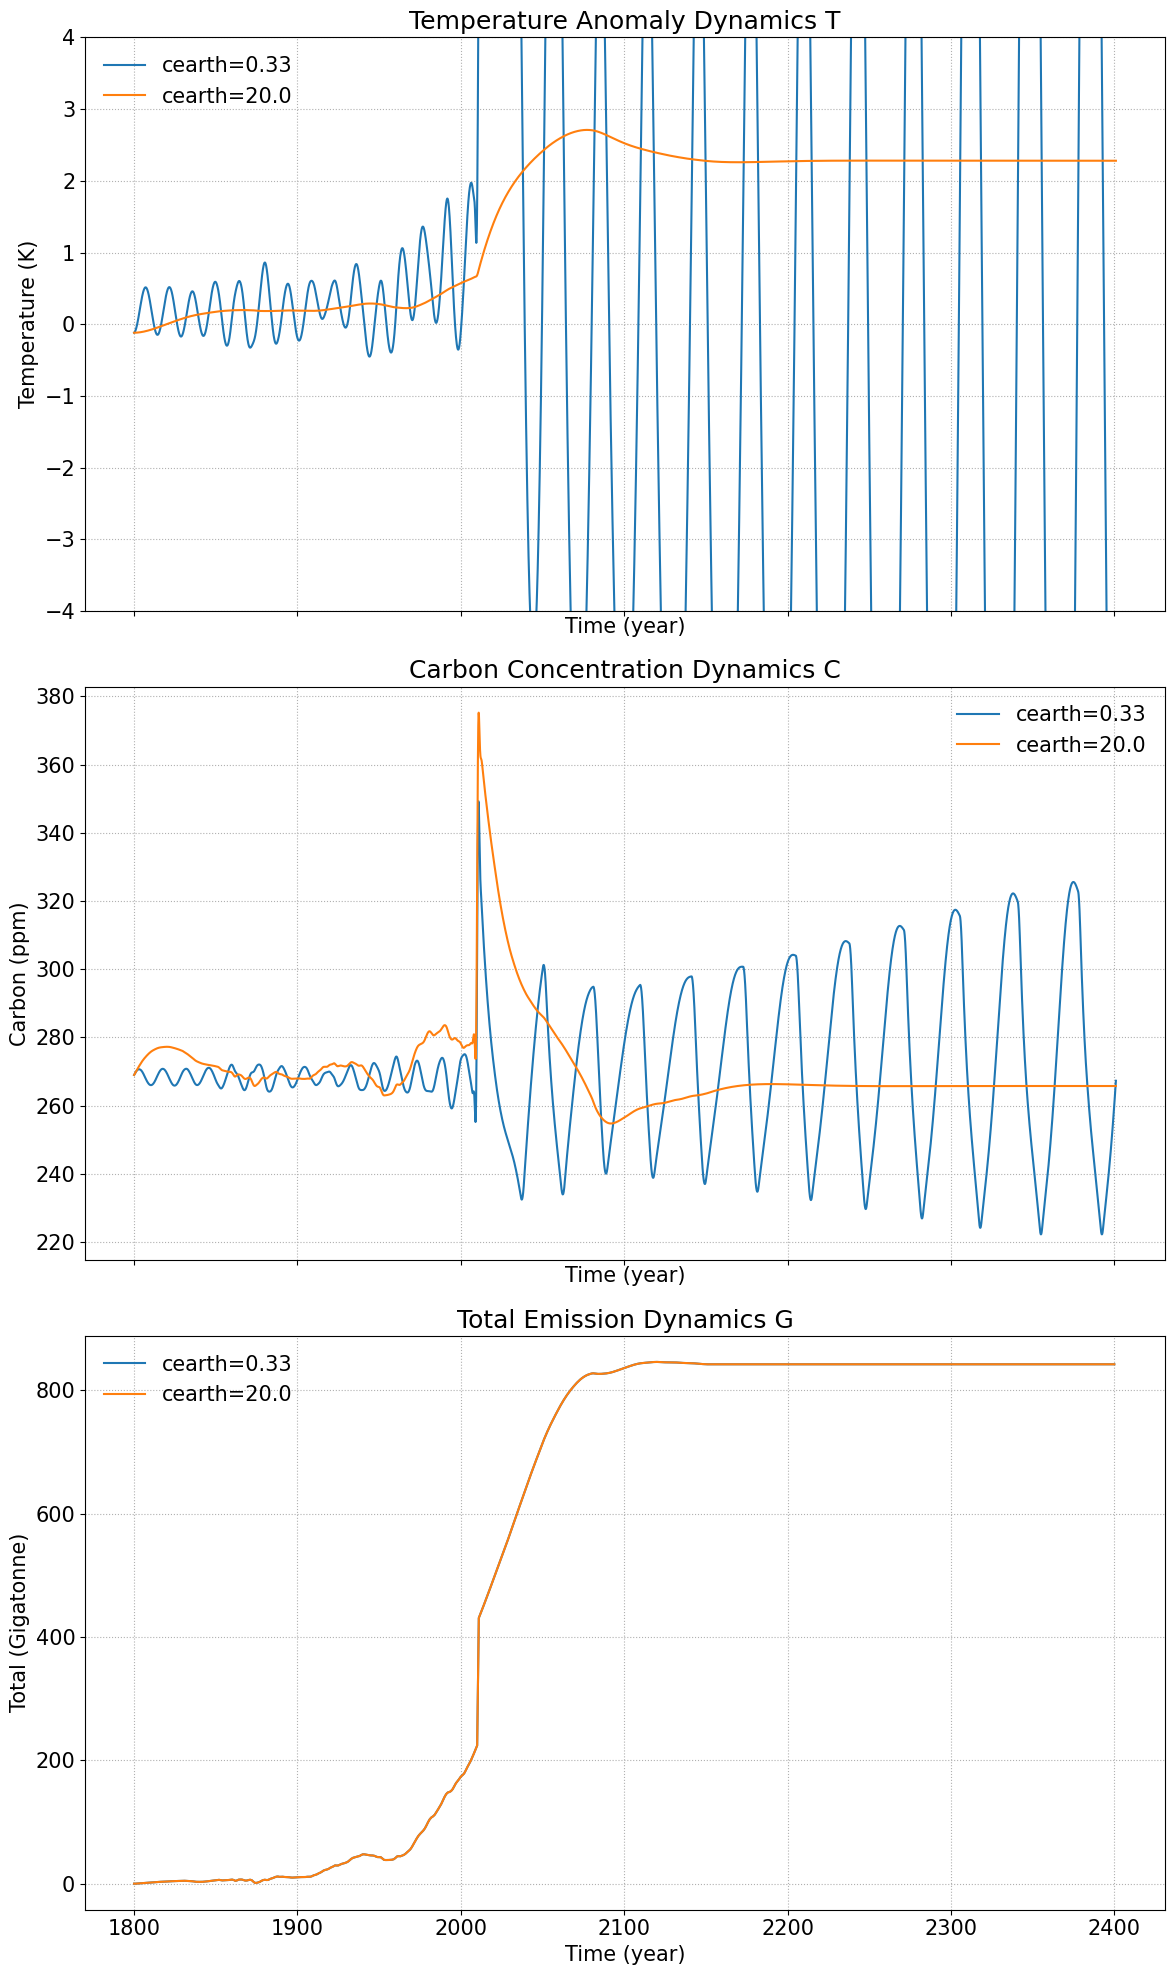 Temperature Anomaly Dynamics T
cearth=0.33
cearth=20.0
4
3
2
1
0
−1
−2
−3
−4
Temperature (K)
Time (year)
Carbon Concentration Dynamics C
cearth=0.33
cearth=20.0
380
360
340
320
300
280
260
240
220
Carbon (ppm)
Time (year)
Total Emission Dynamics G
cearth=0.33
cearth=20.0
800
600
400
200
0
Total (Gigatonne)
1800 1900 2000 2100 2200 2300 2400
Time (year)